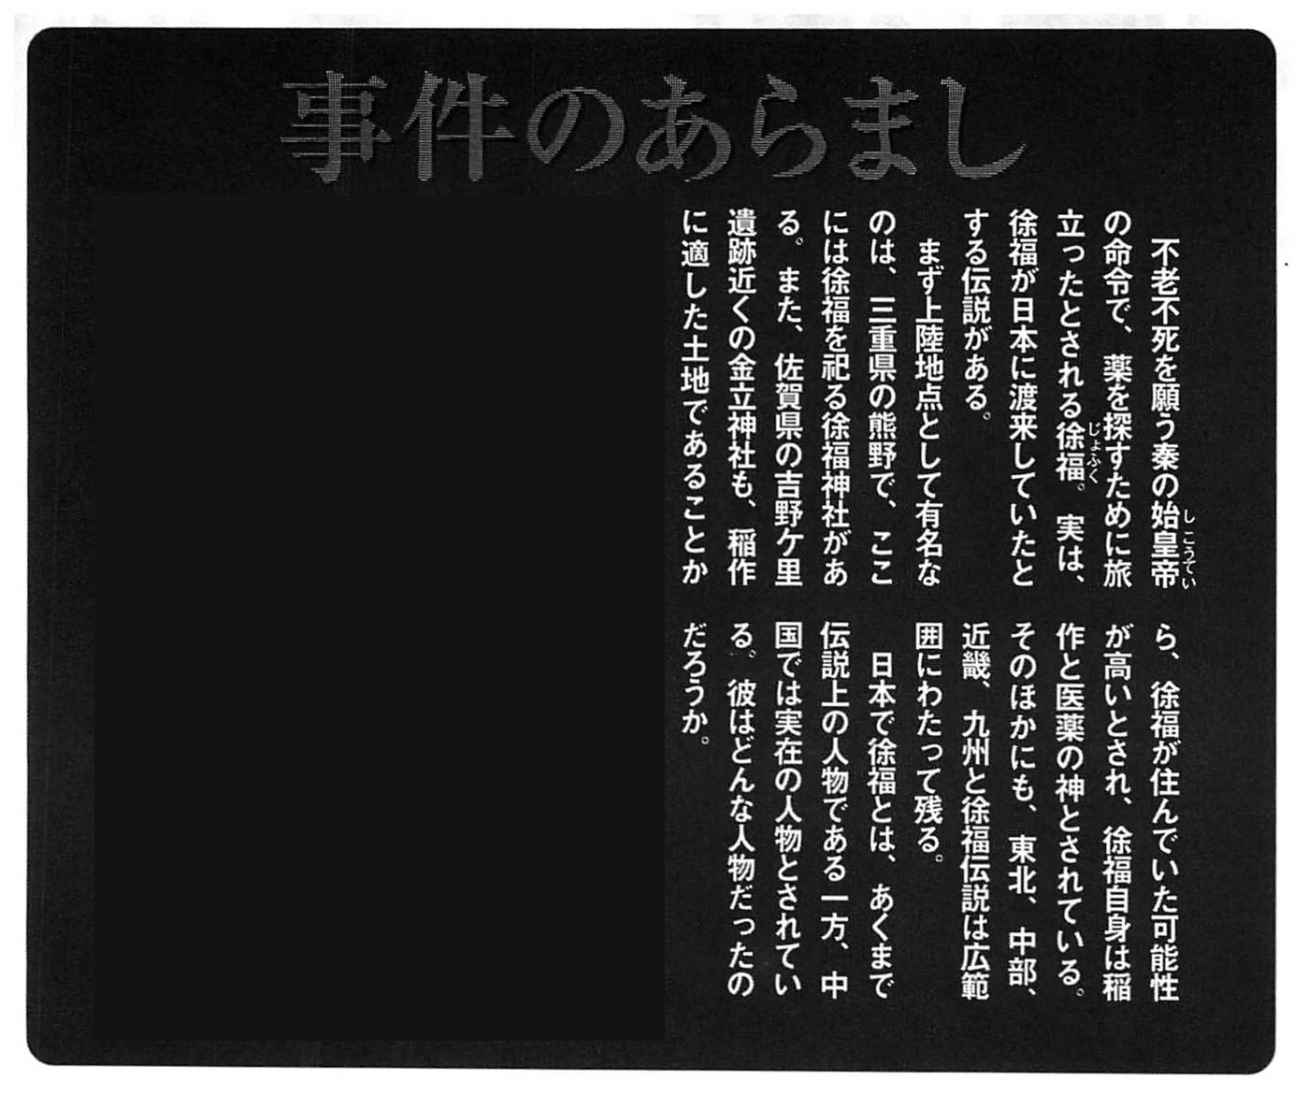 事件のあらまし
不老不死を願う秦の始皇帝
しこうてい
の命令で、薬を探すために旅
立ったとされる徐福。実は、
じょふく
徐福が日本に渡来していたと
する伝説がある。
まず上陸地点として有名な
のは、三重県の熊野で、ここ
には徐福を祀る徐福神社があ
る。また、佐賀県の吉野ケ里
遺跡近くの金立神社も、稲作
に適した土地であることか
ら、徐福が住んでいた可能性
が高いとされ、徐福自身は稲
作と医薬の神とされている。
そのほかにも、東北、中部、
近畿、九州と徐福伝説は広範
囲にわたって残る。
日本で徐福とは、あくまで
伝説上の人物である一方、中
国では実在の人物とされてい
る。彼はどんな人物だったの
だろうか。